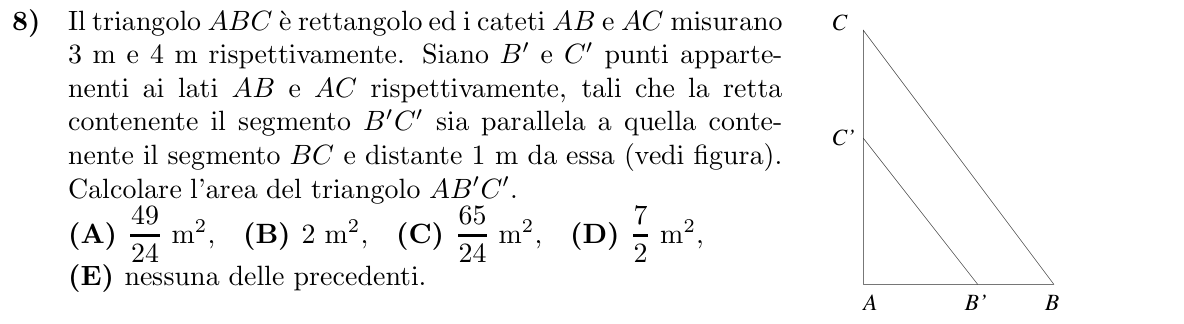 8) Il triangolo ABC è rettangolo ed i cateti AB e AC misurano
3 m e 4 m rispettivamente. Siano B′ e C′ punti apparte-
nenti ai lati AB e AC rispettivamente, tali che la retta
contenente il segmento B′C′ sia parallela a quella conte-
nente il segmento BC e distante 1 m da essa (vedi figura).
Calcolare l'area del triangolo AB′C′.
(A) 49/24 m², (B) 2 m², (C) 65/24 m², (D) 7/2 m²,
(E) nessuna delle precedenti.
C
C'
A B' B